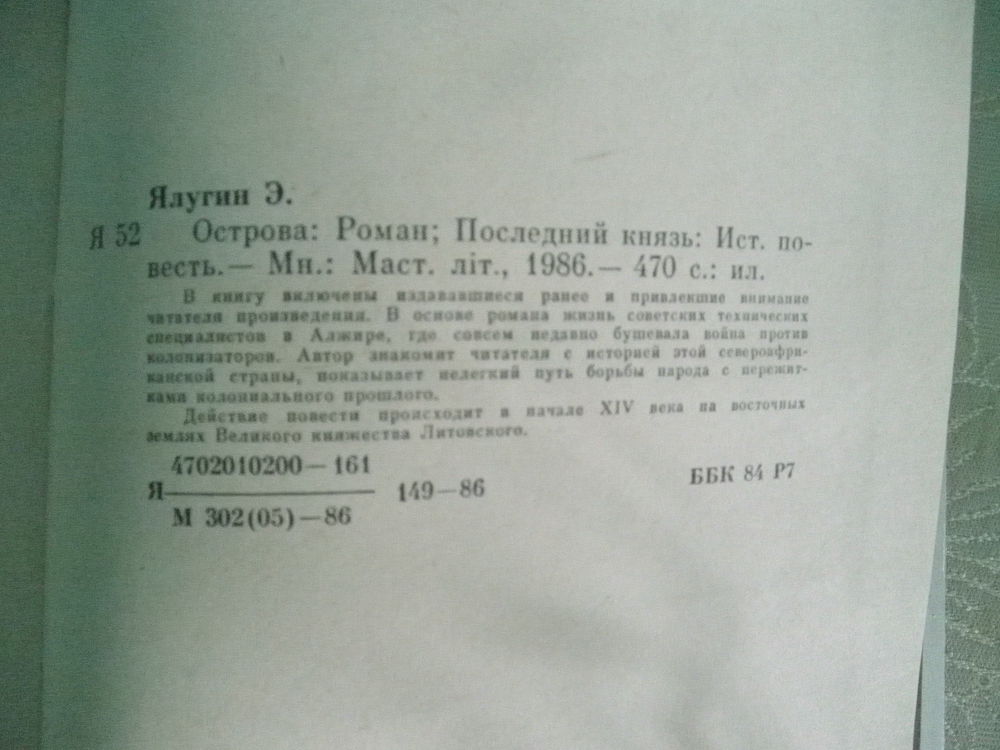 Ялугин Э.
Я 52 Острова: Роман; Последний князь: Ист. по-
весть.— Мн.: Маст. літ., 1986.— 470 с.: ил.
В книгу включены издававшиеся ранее и привлекшие внимание
читателя произведения. В основе романа жизнь советских технических
специалистов в Алжире, где совсем недавно бушевала война против
колонизаторов. Автор знакомит читателя с историей этой североафри-
канской страны, показывает нелегкий путь борьбы народа с пережит-
ками колониального прошлого.
Действие повести происходит в начале XIV века на восточных
землях Великого княжества Литовского.
4702010200—161
Я 149—86 ББК 84 Р7
М 302(05)—86